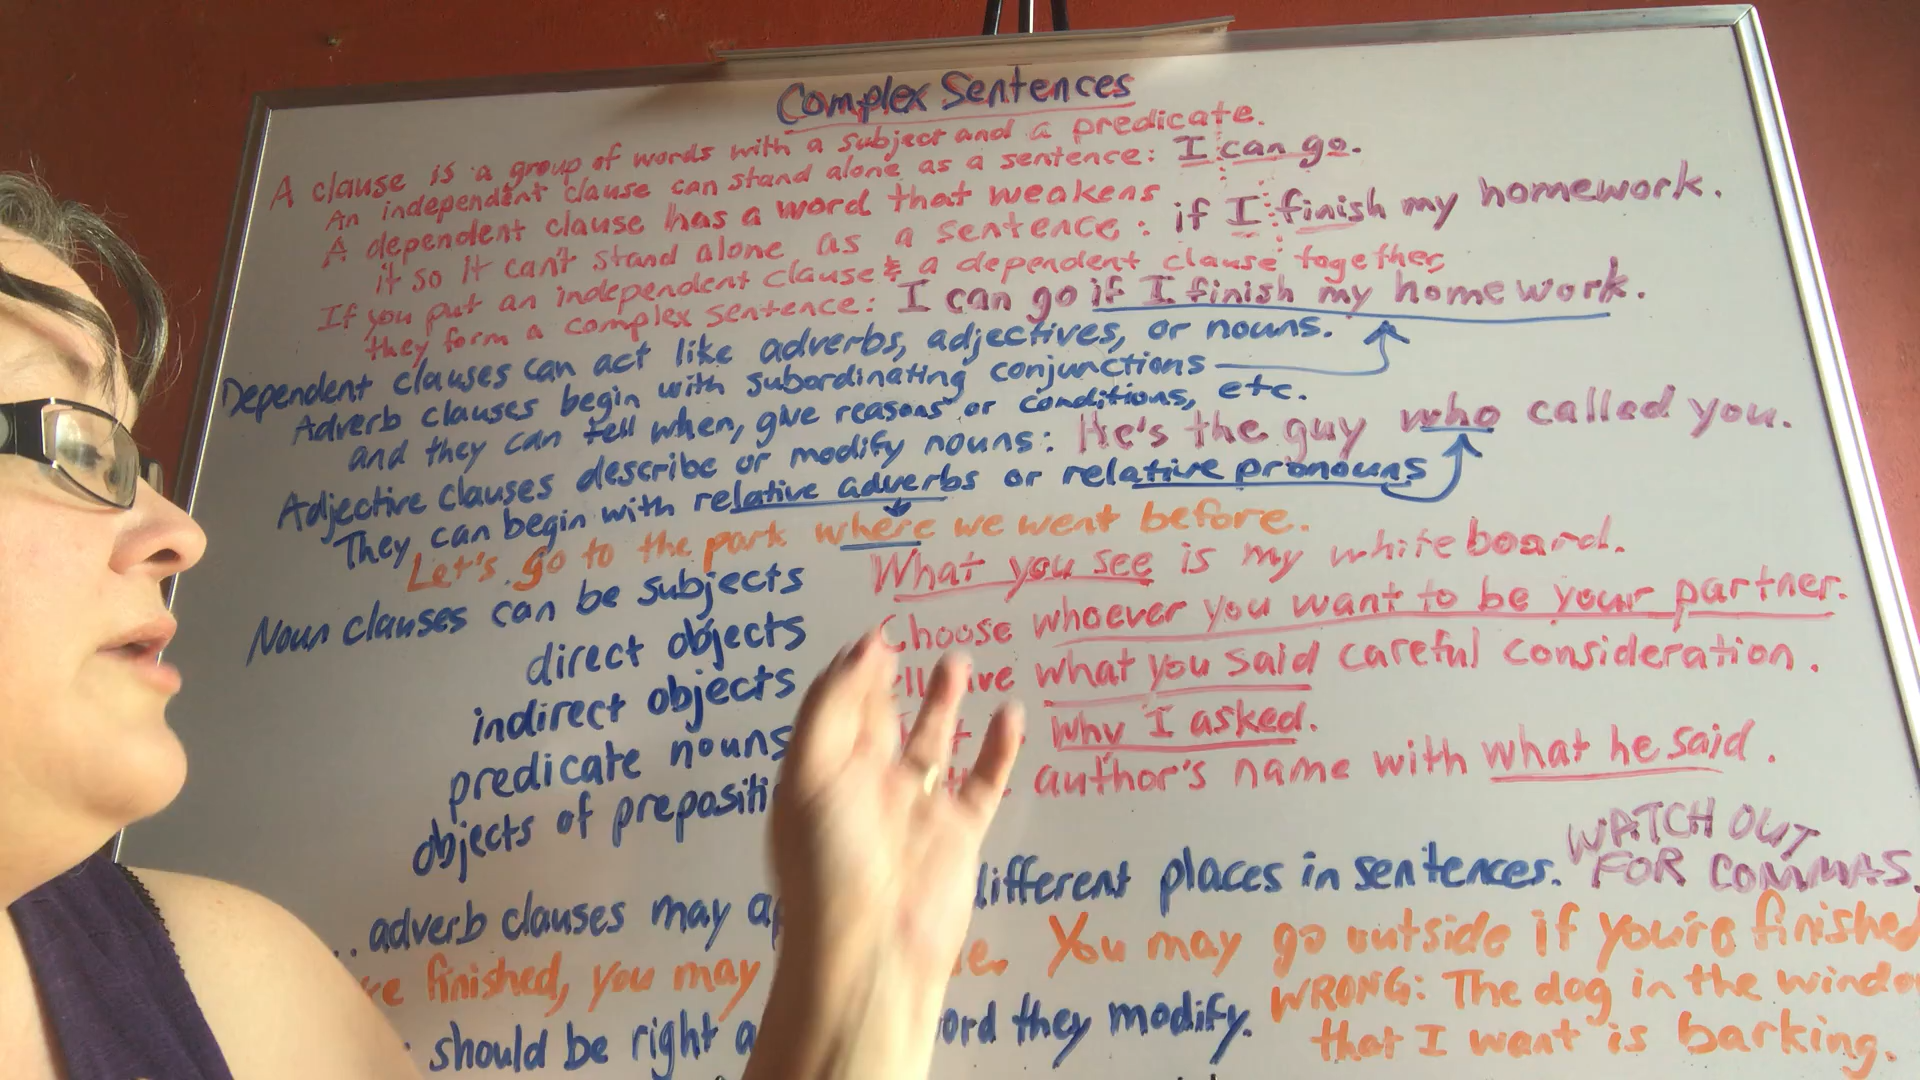 Complex Sentences
A clause is a group of words with a subject and a predicate.
An independent clause can stand alone as a sentence: I can go.
A dependent clause has a word that weakens
it so it can't stand alone as a sentence: if I finish my homework.
If you put an independent clause & a dependent clause together,
they form a complex sentence: I can go if I finish my homework.
Dependent clauses can act like adverbs, adjectives, or nouns.
Adverb clauses begin with subordinating conjunctions
and they can tell when, give reasons or conditions, etc.
Adjective clauses describe or modify nouns: He's the guy who called you.
They can begin with relative adverbs or relative pronouns
Let's go to the park where we went before.
Noun clauses can be subjects What you see is my whiteboard.
direct objects Choose whoever you want to be your partner.
indirect objects what you said careful consideration.
predicate nouns why I asked.
objects of author's name with what he said.
adverb clauses may different places in sentences. WATCH OUT
FOR COMMAS.
finished, you may You may go outside if you're finished
should be right they modify. WRONG: The dog in the
that I want is barking.